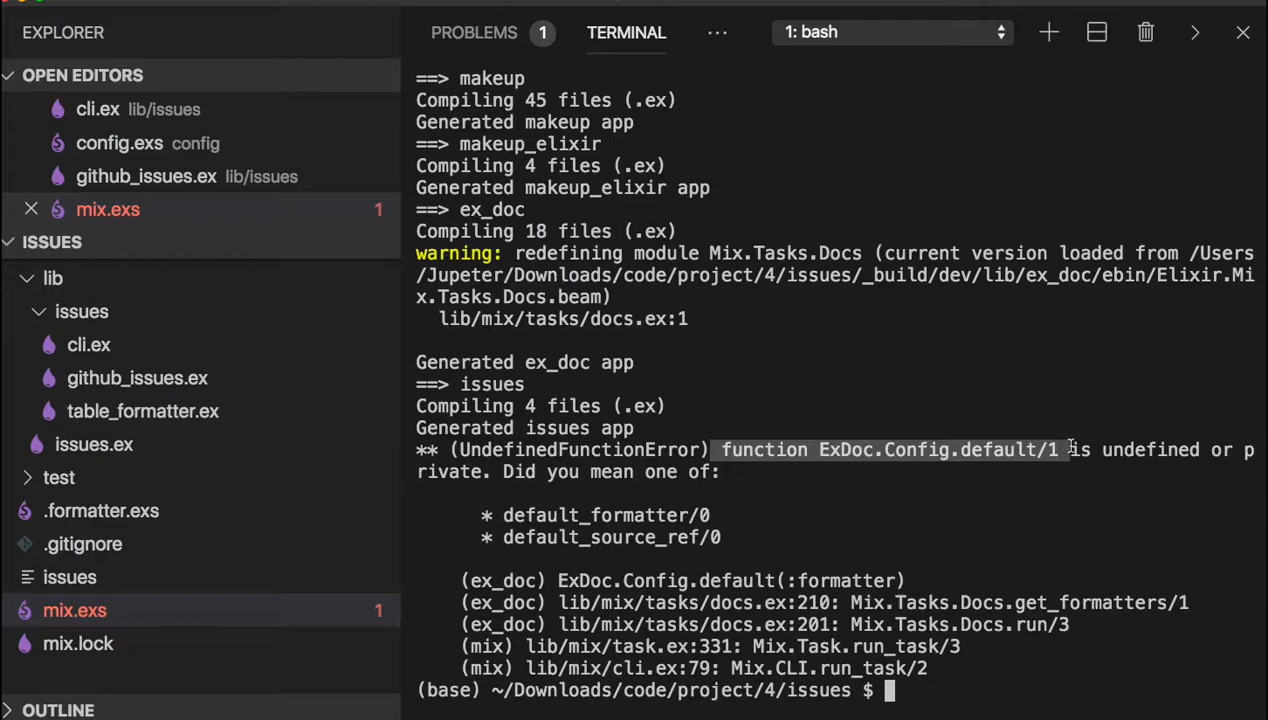 EXPLORER
OPEN EDITORS
cli.ex lib/issues
config.exs config
github_issues.ex lib/issues
mix.exs 1
ISSUES
lib
issues
cli.ex
github_issues.ex
table_formatter.ex
issues.ex
test
.formatter.exs
.gitignore
issues
mix.exs 1
mix.lock
OUTLINE
PROBLEMS 1 TERMINAL ··· 1: bash
==> makeup
Compiling 45 files (.ex)
Generated makeup app
==> makeup_elixir
Compiling 4 files (.ex)
Generated makeup_elixir app
==> ex_doc
Compiling 18 files (.ex)
warning: redefining module Mix.Tasks.Docs (current version loaded from /Users
/Jupeter/Downloads/code/project/4/issues/_build/dev/lib/ex_doc/ebin/Elixir.Mi
x.Tasks.Docs.beam)
lib/mix/tasks/docs.ex:1
Generated ex_doc app
==> issues
Compiling 4 files (.ex)
Generated issues app
** (UndefinedFunctionError) function ExDoc.Config.default/1 is undefined or p
rivate. Did you mean one of:
* default_formatter/0
* default_source_ref/0
(ex_doc) ExDoc.Config.default(:formatter)
(ex_doc) lib/mix/tasks/docs.ex:210: Mix.Tasks.Docs.get_formatters/1
(ex_doc) lib/mix/tasks/docs.ex:201: Mix.Tasks.Docs.run/3
(mix) lib/mix/task.ex:331: Mix.Task.run_task/3
(mix) lib/mix/cli.ex:79: Mix.CLI.run_task/2
(base) ~/Downloads/code/project/4/issues $